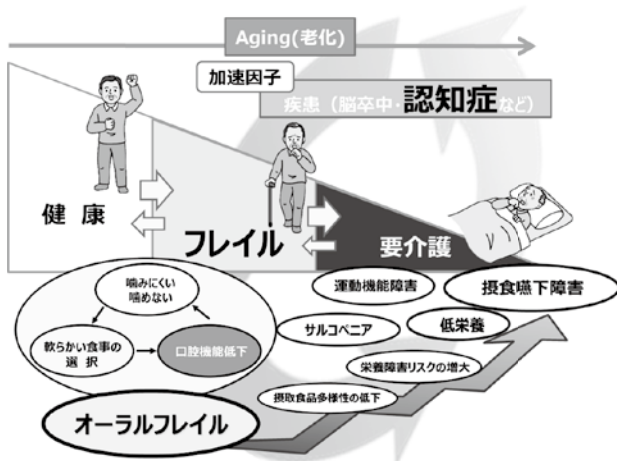 Aging(老化)
加速因子
疾患（脳卒中・認知症など）
健 康
フレイル
要介護
噛みにくい
噛めない
軟らかい食事の
選 択
口腔機能低下
オーラルフレイル
運動機能障害
摂食嚥下障害
サルコペニア
低栄養
栄養障害リスクの増大
摂取食品多様性の低下